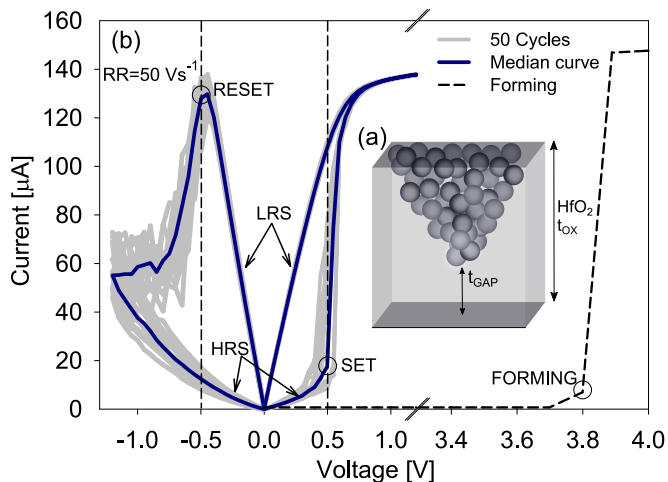 (b)
RR=50 Vs⁻¹
RESET
50 Cycles
Median curve
Forming
(a)
HfO₂
tOX
tGAP
LRS
HRS
SET
FORMING
Current [µA]
160
140
120
100
80
60
40
20
0
-1.0 -0.5 0.0 0.5 1.0 3.4 3.6 3.8 4.0
Voltage [V]